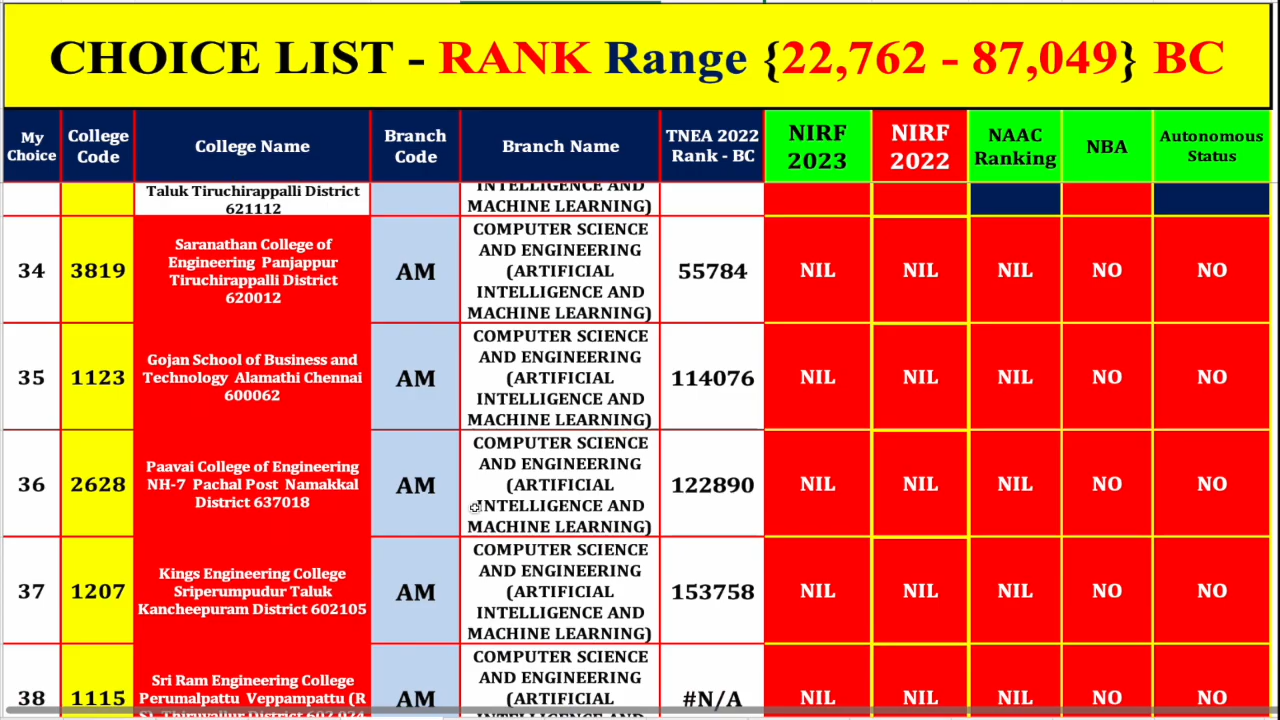 CHOICE LIST - RANK Range {22,762 - 87,049} BC
My Choice College Code College Name Branch Code Branch Name TNEA 2022 Rank - BC NIRF 2023 NIRF 2022 NAAC Ranking NBA Autonomous Status
Taluk Tiruchirappalli District
621112
INTELLIGENCE AND
MACHINE LEARNING)
34
3819
Saranathan College of
Engineering Panjappur
Tiruchirappalli District
620012
AM
COMPUTER SCIENCE
AND ENGINEERING
(ARTIFICIAL
INTELLIGENCE AND
MACHINE LEARNING)
55784
NIL
NIL
NIL
NO
NO
35
1123
Gojan School of Business and
Technology Alamathi Chennai
600062
AM
COMPUTER SCIENCE
AND ENGINEERING
(ARTIFICIAL
INTELLIGENCE AND
MACHINE LEARNING)
114076
NIL
NIL
NIL
NO
NO
36
2628
Paavai College of Engineering
NH-7 Pachal Post Namakkal
District 637018
AM
COMPUTER SCIENCE
AND ENGINEERING
(ARTIFICIAL
INTELLIGENCE AND
MACHINE LEARNING)
122890
NIL
NIL
NIL
NO
NO
37
1207
Kings Engineering College
Sriperumpudur Taluk
Kancheepuram District 602105
AM
COMPUTER SCIENCE
AND ENGINEERING
(ARTIFICIAL
INTELLIGENCE AND
MACHINE LEARNING)
153758
NIL
NIL
NIL
NO
NO
38
1115
Sri Ram Engineering College
Perumalpattu Veppampattu (R
S) Thiruvallur District 602 024
AM
COMPUTER SCIENCE
AND ENGINEERING
(ARTIFICIAL
INTELLIGENCE AND
#N/A
NIL
NIL
NIL
NO
NO